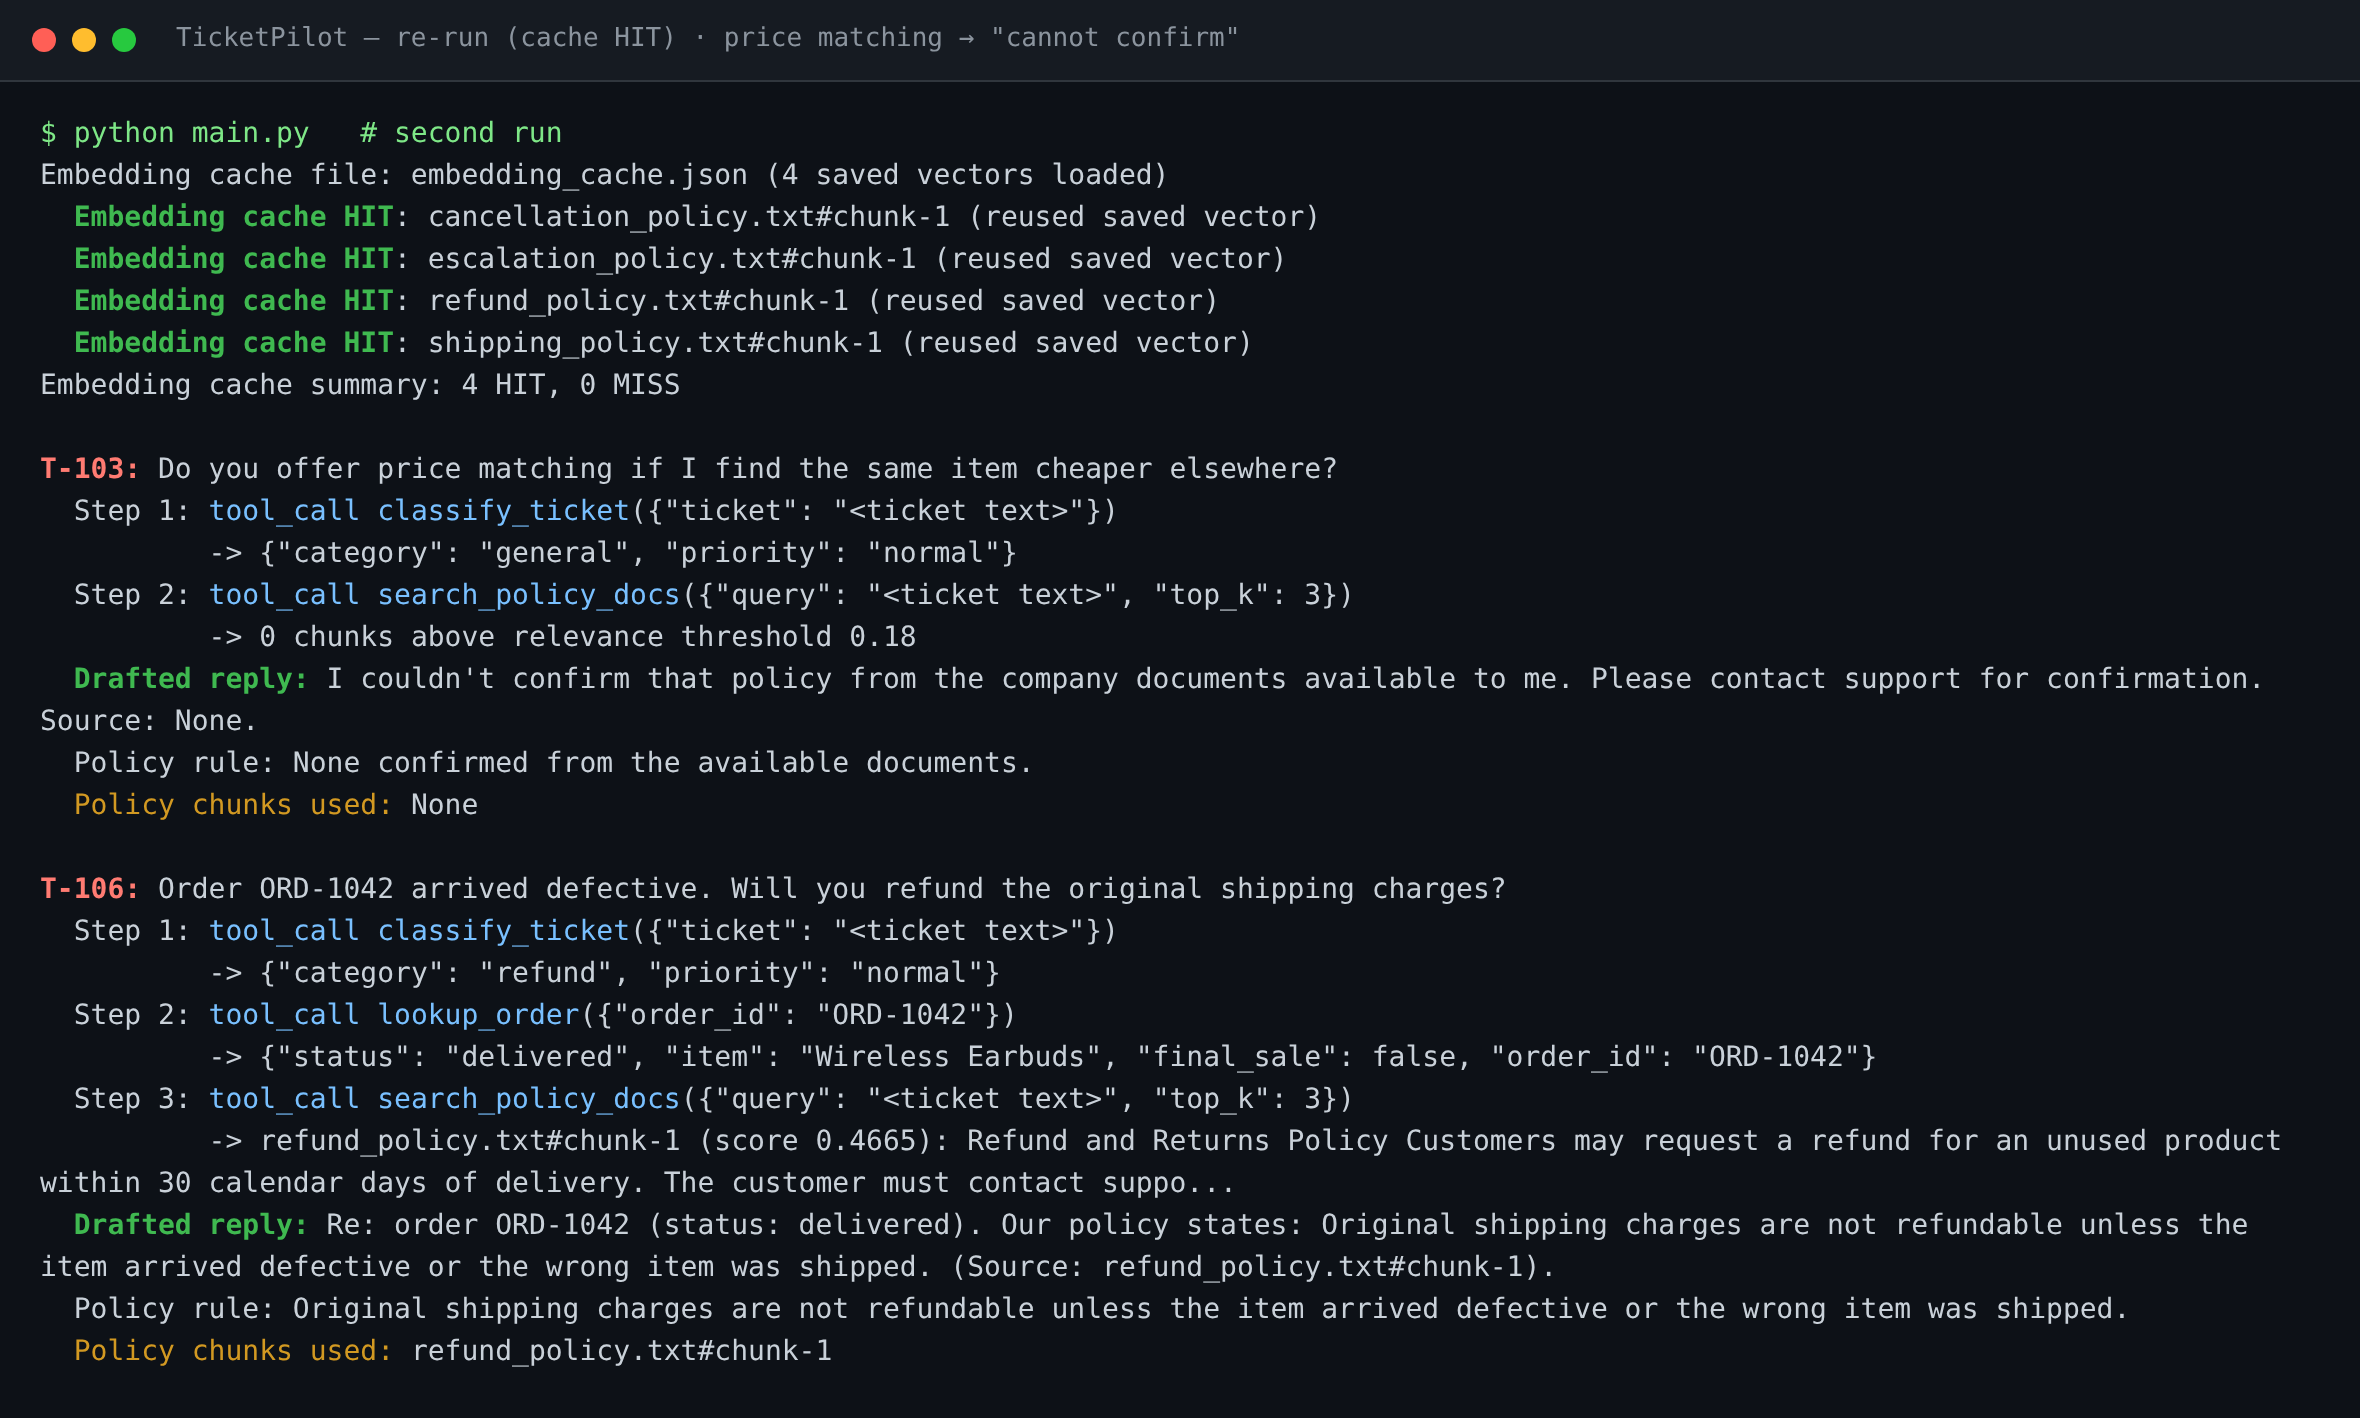 TicketPilot — re-run (cache HIT) · price matching → "cannot confirm"
$ python main.py   # second run
Embedding cache file: embedding_cache.json (4 saved vectors loaded)
  Embedding cache HIT: cancellation_policy.txt#chunk-1 (reused saved vector)
  Embedding cache HIT: escalation_policy.txt#chunk-1 (reused saved vector)
  Embedding cache HIT: refund_policy.txt#chunk-1 (reused saved vector)
  Embedding cache HIT: shipping_policy.txt#chunk-1 (reused saved vector)
Embedding cache summary: 4 HIT, 0 MISS
T-103: Do you offer price matching if I find the same item cheaper elsewhere?
  Step 1: tool_call classify_ticket({"ticket": "<ticket text>"})
          -> {"category": "general", "priority": "normal"}
  Step 2: tool_call search_policy_docs({"query": "<ticket text>", "top_k": 3})
          -> 0 chunks above relevance threshold 0.18
  Drafted reply: I couldn't confirm that policy from the company documents available to me. Please contact support for confirmation.
Source: None.
  Policy rule: None confirmed from the available documents.
  Policy chunks used: None
T-106: Order ORD-1042 arrived defective. Will you refund the original shipping charges?
  Step 1: tool_call classify_ticket({"ticket": "<ticket text>"})
          -> {"category": "refund", "priority": "normal"}
  Step 2: tool_call lookup_order({"order_id": "ORD-1042"})
          -> {"status": "delivered", "item": "Wireless Earbuds", "final_sale": false, "order_id": "ORD-1042"}
  Step 3: tool_call search_policy_docs({"query": "<ticket text>", "top_k": 3})
          -> refund_policy.txt#chunk-1 (score 0.4665): Refund and Returns Policy Customers may request a refund for an unused product
within 30 calendar days of delivery. The customer must contact suppo...
  Drafted reply: Re: order ORD-1042 (status: delivered). Our policy states: Original shipping charges are not refundable unless the
item arrived defective or the wrong item was shipped. (Source: refund_policy.txt#chunk-1).
  Policy rule: Original shipping charges are not refundable unless the item arrived defective or the wrong item was shipped.
  Policy chunks used: refund_policy.txt#chunk-1